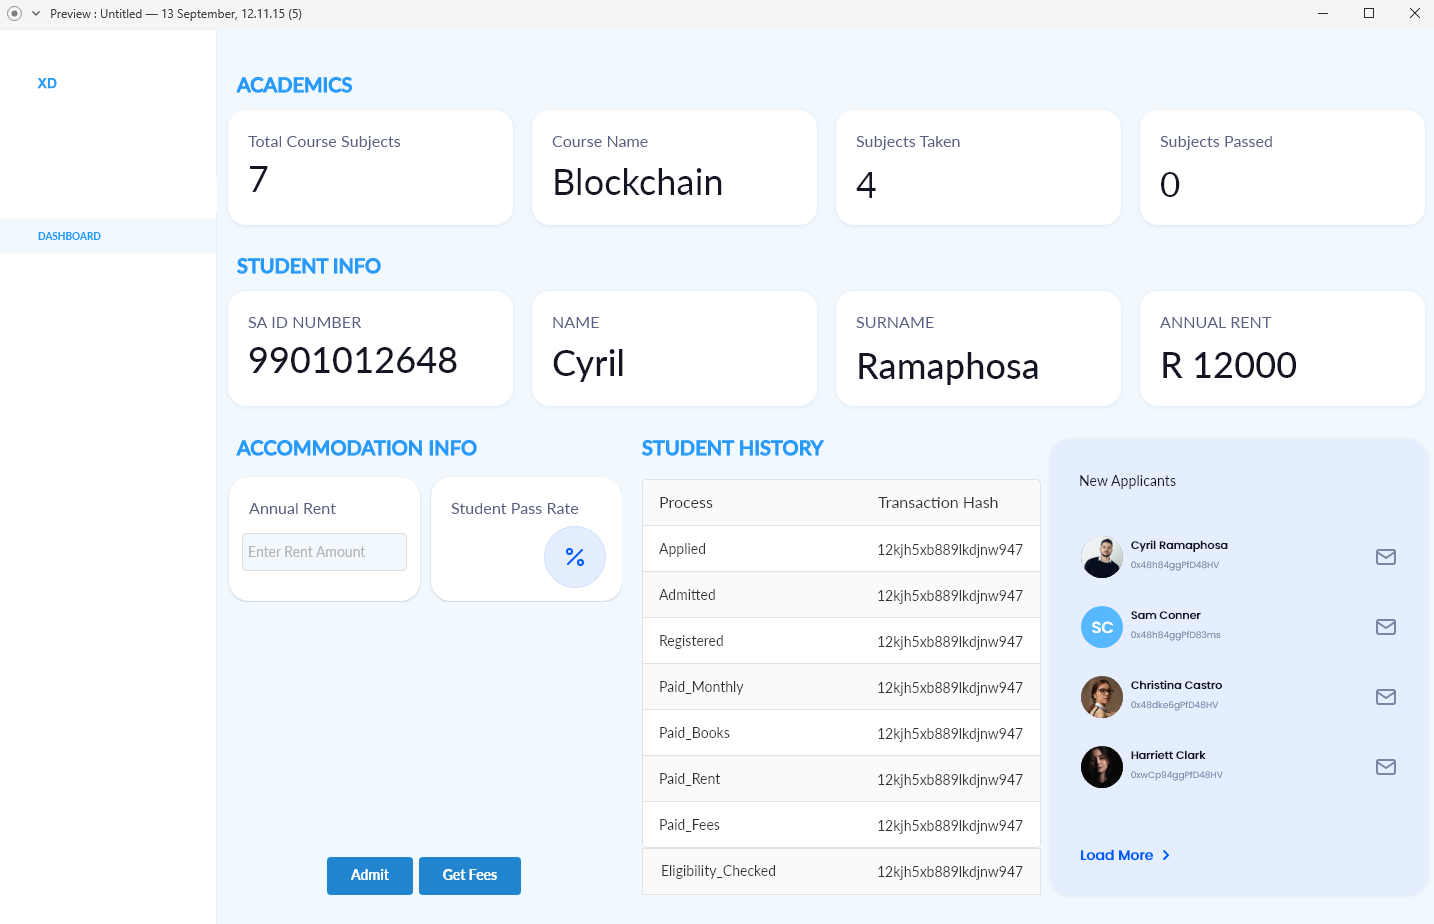 Preview : Untitled — 13 September, 12.11.15 (5)
XD
DASHBOARD
ACADEMICS
Total Course Subjects
7
Course Name
Blockchain
Subjects Taken
4
Subjects Passed
0
STUDENT INFO
SA ID NUMBER
9901012648
NAME
Cyril
SURNAME
Ramaphosa
ANNUAL RENT
R 12000
ACCOMMODATION INFO
Annual Rent
Enter Rent Amount
Student Pass Rate
%
Admit
Get Fees
STUDENT HISTORY
Process Transaction Hash
Applied 12kjh5xb889lkdjnw947
Admitted 12kjh5xb889lkdjnw947
Registered 12kjh5xb889lkdjnw947
Paid_Monthly 12kjh5xb889lkdjnw947
Paid_Books 12kjh5xb889lkdjnw947
Paid_Rent 12kjh5xb889lkdjnw947
Paid_Fees 12kjh5xb889lkdjnw947
Eligibility_Checked 12kjh5xb889lkdjnw947
New Applicants
Cyril Ramaphosa
0x48h84ggPfD48HV
SC
Sam Conner
0x48h84ggPfD83ms
Christina Castro
0x48dke6gPfD48HV
Harriett Clark
0xwCp94ggPfD48HV
Load More